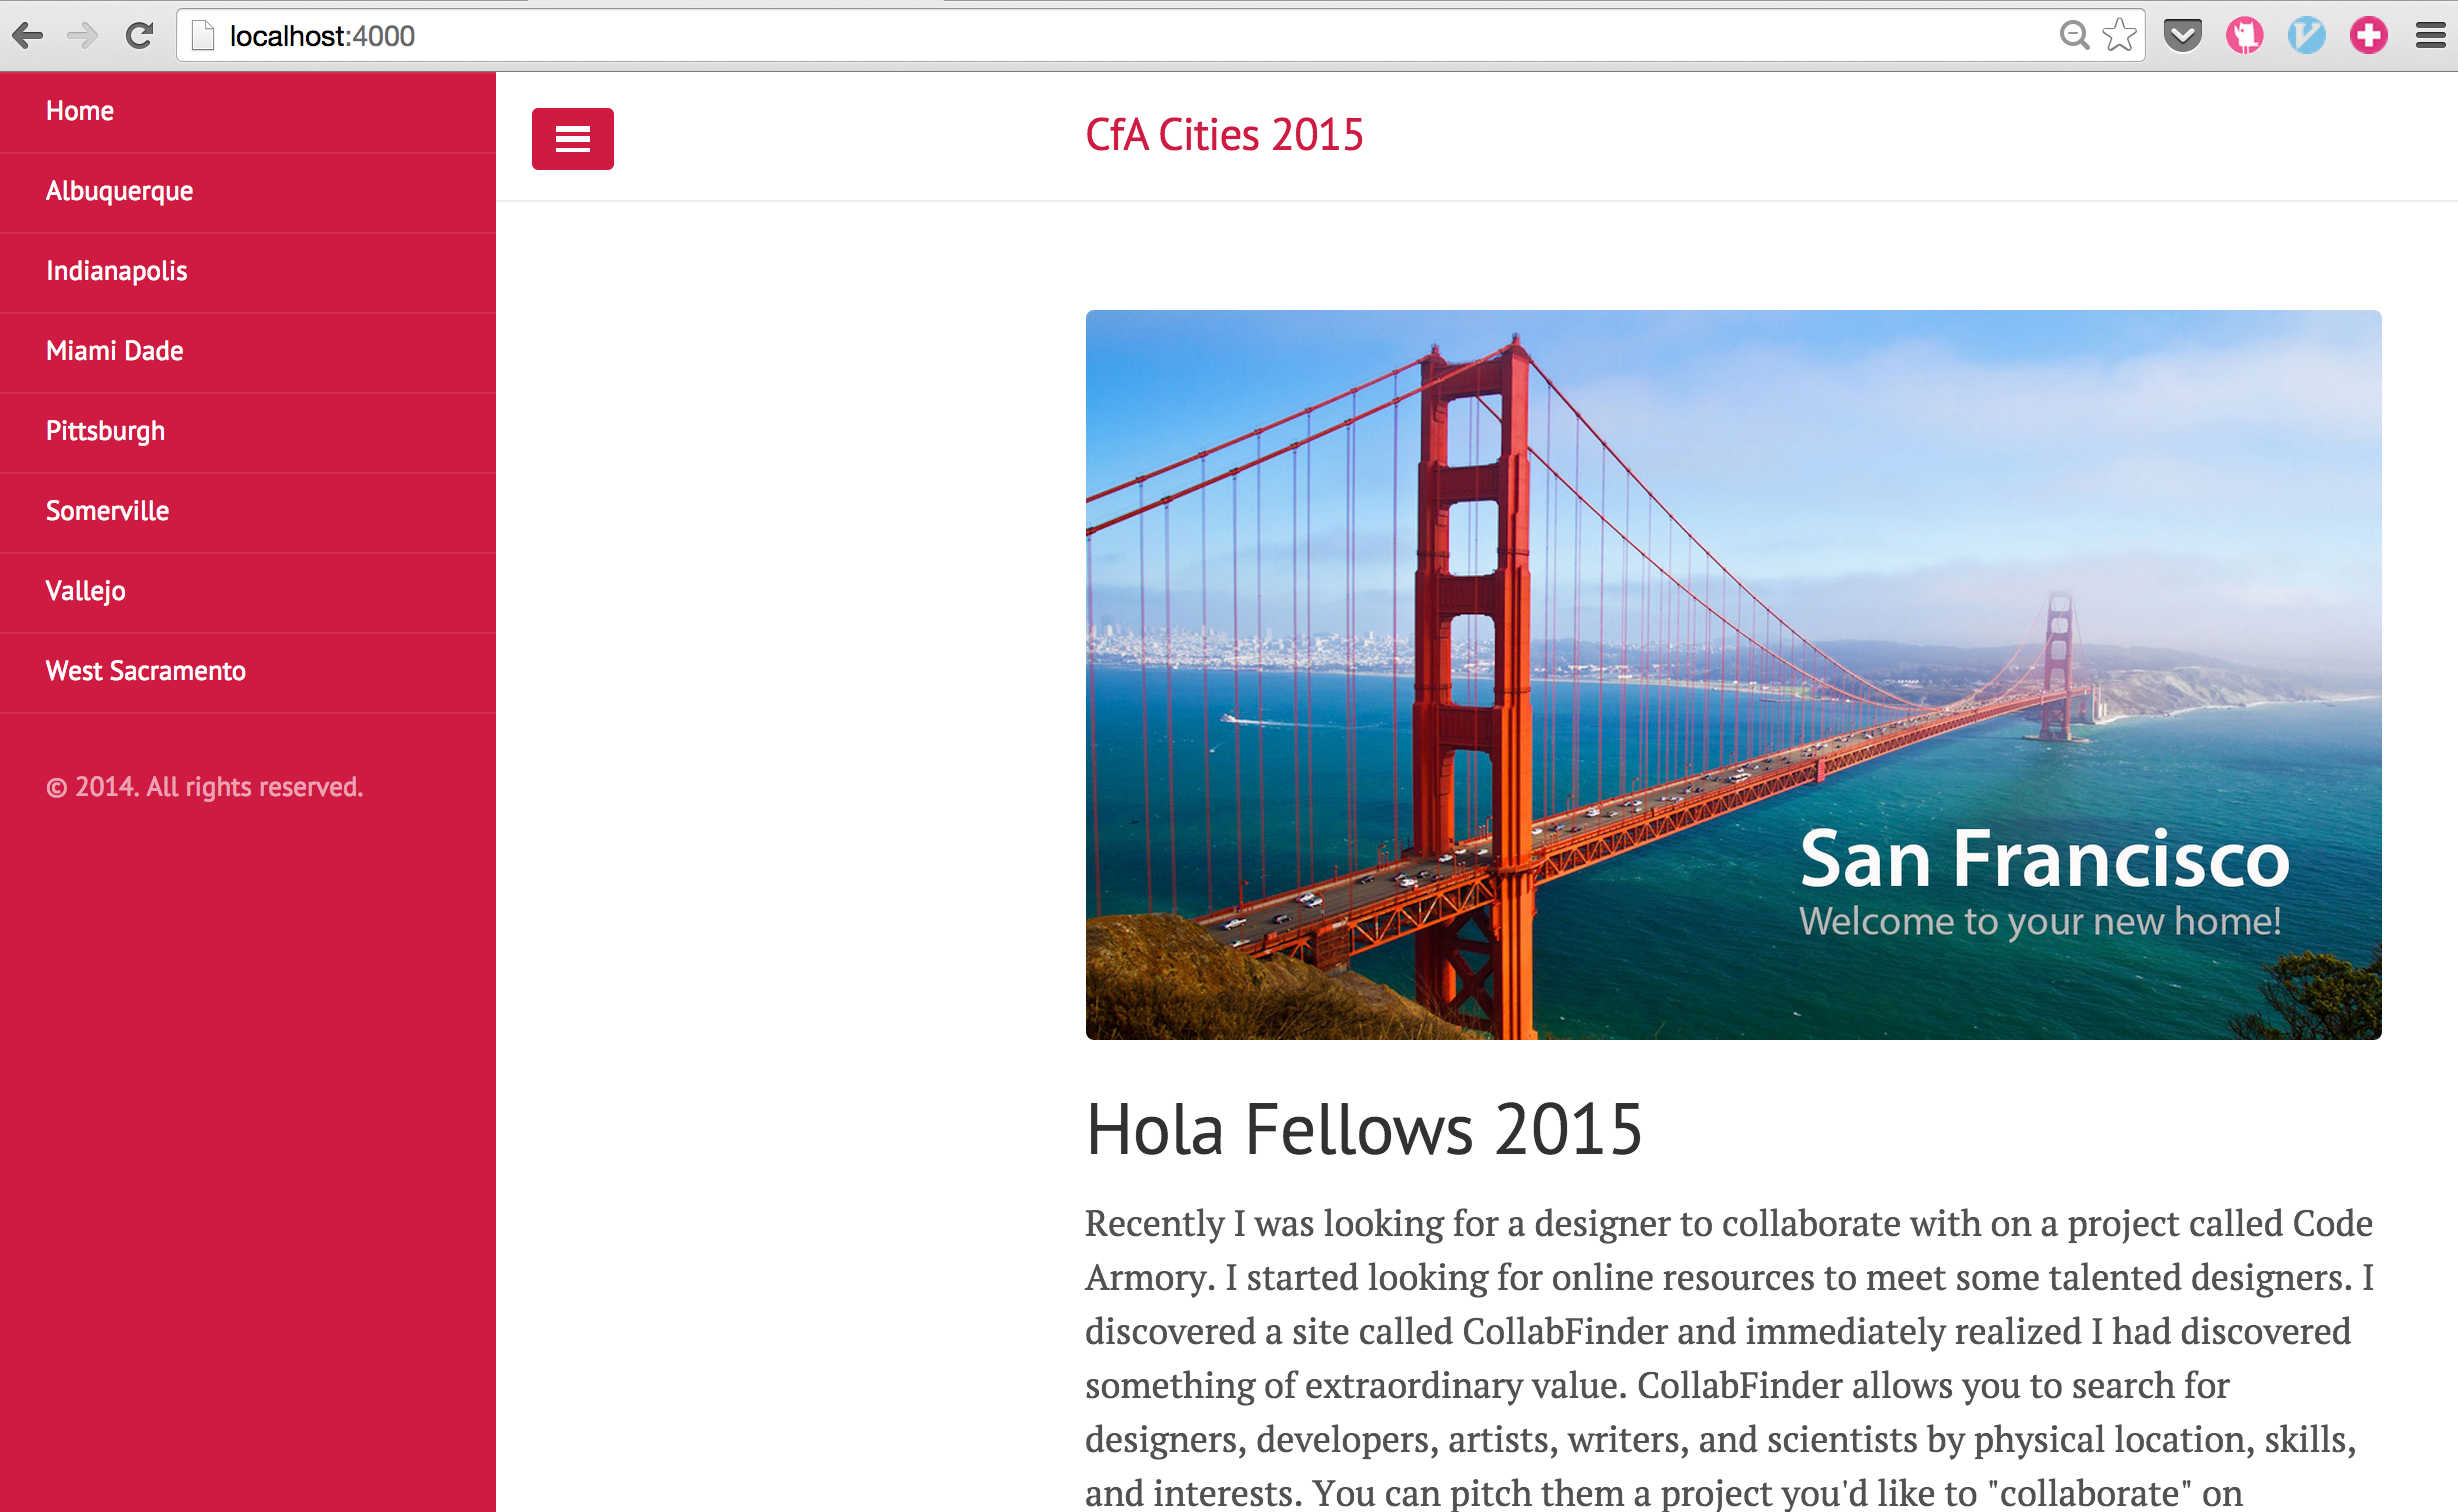 localhost:4000
Home
Albuquerque
Indianapolis
Miami Dade
Pittsburgh
Somerville
Vallejo
West Sacramento
© 2014. All rights reserved.
CfA Cities 2015
San Francisco
Welcome to your new home!
Hola Fellows 2015
Recently I was looking for a designer to collaborate with on a project called Code
Armory. I started looking for online resources to meet some talented designers. I
discovered a site called CollabFinder and immediately realized I had discovered
something of extraordinary value. CollabFinder allows you to search for
designers, developers, artists, writers, and scientists by physical location, skills,
and interests. You can pitch them a project you'd like to "collaborate" on